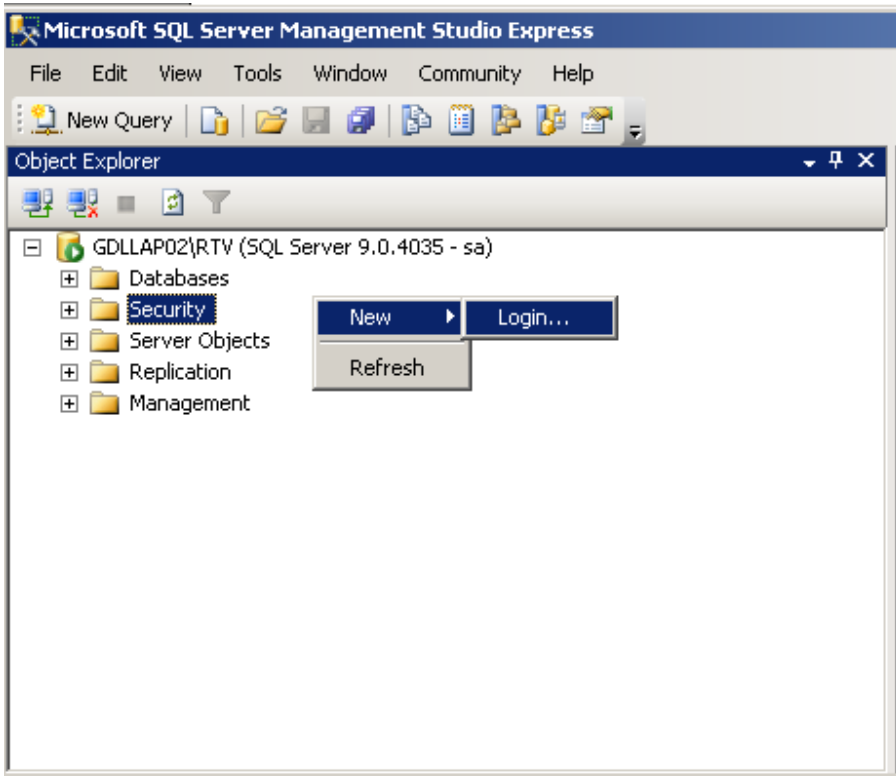 Microsoft SQL Server Management Studio Express
File Edit View Tools Window Community Help
New Query
Object Explorer
GDLLAP02\RTV (SQL Server 9.0.4035 - sa)
Databases
Security New Login...
Server Objects
Refresh
Replication
Management